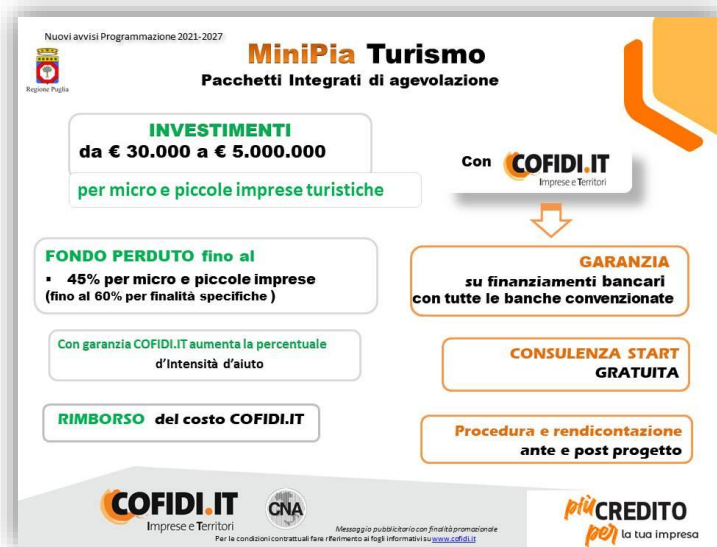 Nuovi avvisi Programmazione 2021-2027
Regione Puglia
MiniPia Turismo
Pacchetti Integrati di agevolazione
INVESTIMENTI
da € 30.000 a € 5.000.000
per micro e piccole imprese turistiche
Con COFIDI.IT
Imprese e Territori
FONDO PERDUTO fino al
▪ 45% per micro e piccole imprese
(fino al 60% per finalità specifiche )
Con garanzia COFIDI.IT aumenta la percentuale
d'Intensità d'aiuto
RIMBORSO del costo COFIDI.IT
GARANZIA
su finanziamenti bancari
con tutte le banche convenzionate
CONSULENZA START
GRATUITA
Procedura e rendicontazione
ante e post progetto
COFIDI.IT
Imprese e Territori
CNA
Messaggio pubblicitario con finalità promozionale
Per le condizioni contrattuali fare riferimento ai fogli informativi su www.cofidi.it
più CREDITO
per la tua impresa